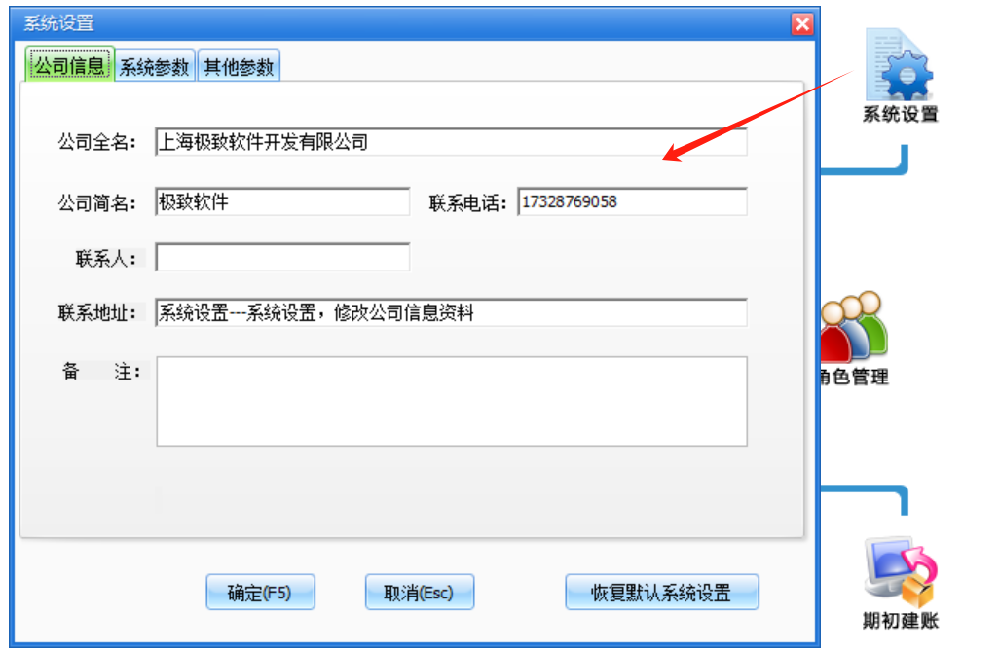 系统设置
公司信息 系统参数 其他参数
系统设置
公司全名： 上海极致软件开发有限公司
公司简名： 极致软件 联系电话： 17328769058
联系人：
联系地址： 系统设置---系统设置，修改公司信息资料
备 注：
角色管理
确定(F5) 取消(Esc) 恢复默认系统设置
期初建账